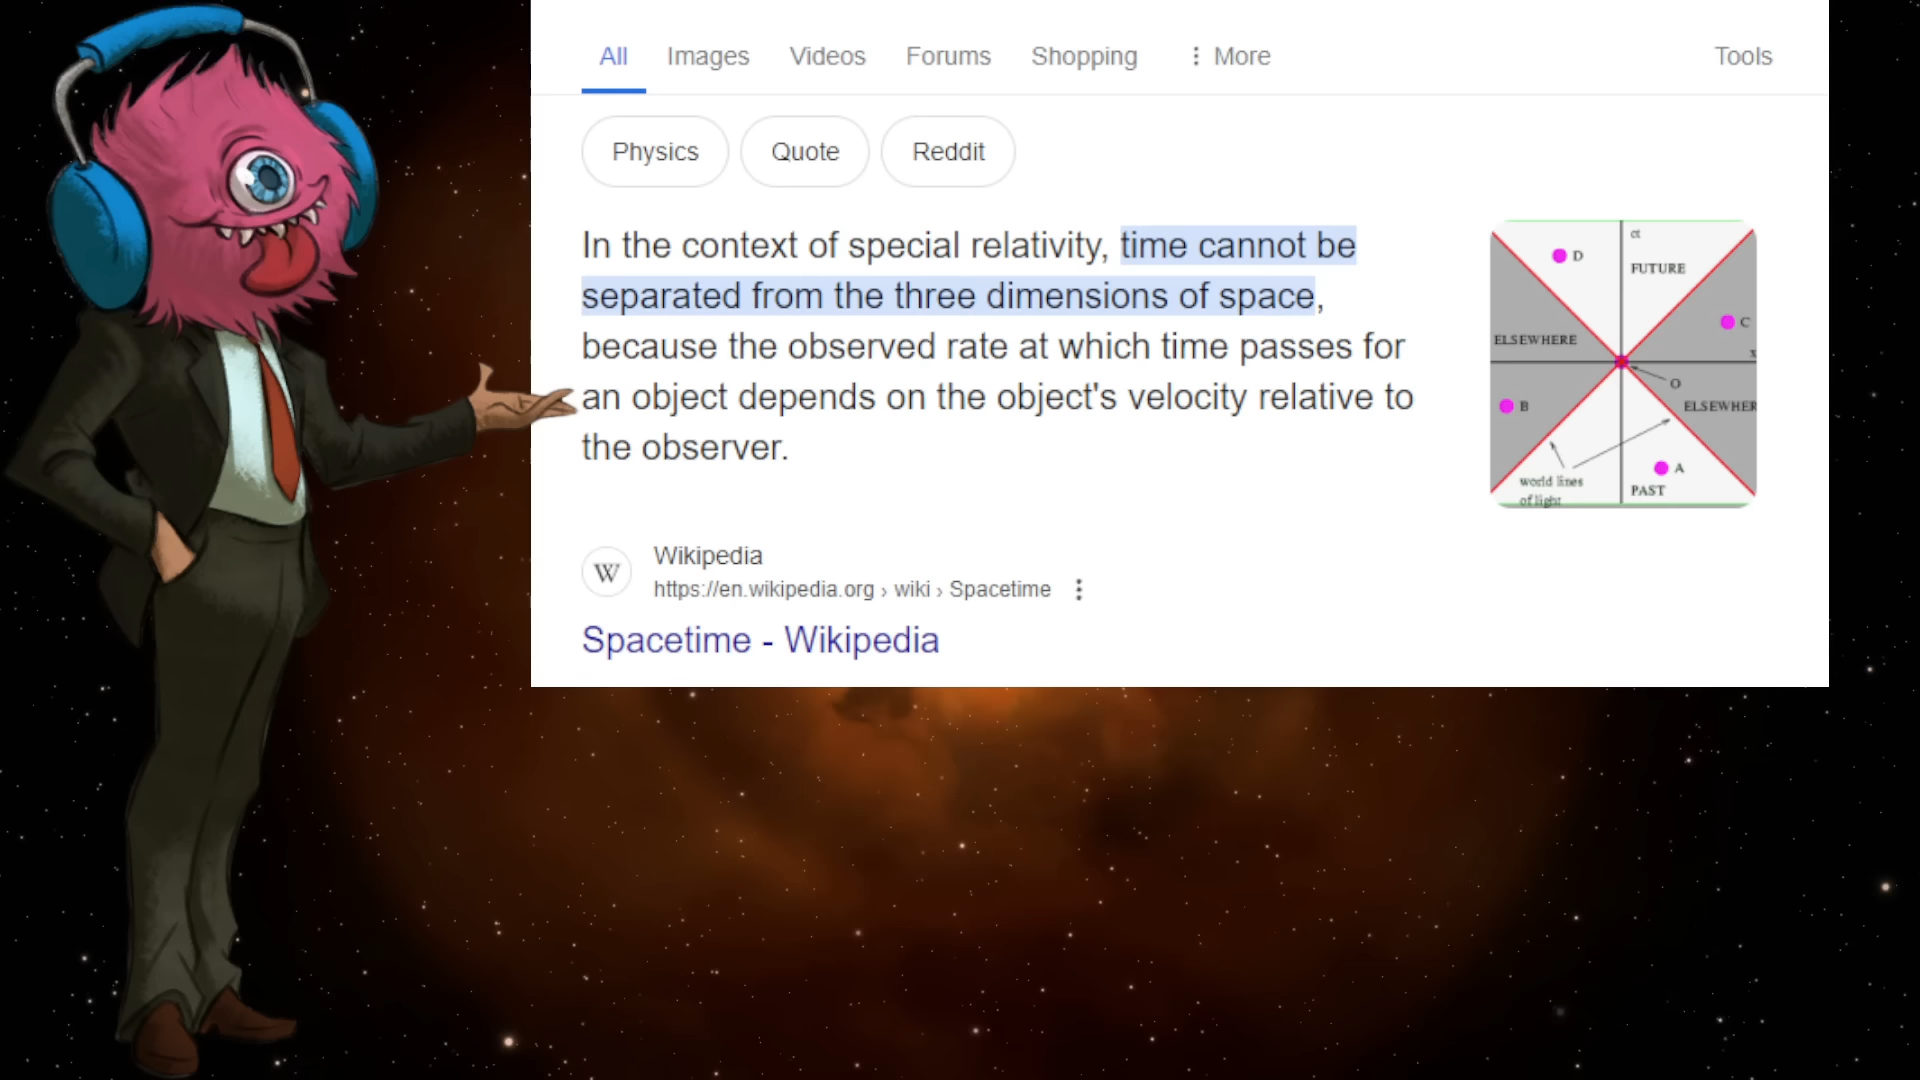 All Images Videos Forums Shopping ⋮ More Tools
Physics Quote Reddit
In the context of special relativity, time cannot be
separated from the three dimensions of space,
because the observed rate at which time passes for
an object depends on the object's velocity relative to
the observer.
ct
D
FUTURE
C
ELSEWHERE
x
O
B
ELSEWHER
A
world lines
of light
PAST
W
Wikipedia
https://en.wikipedia.org › wiki › Spacetime
Spacetime - Wikipedia